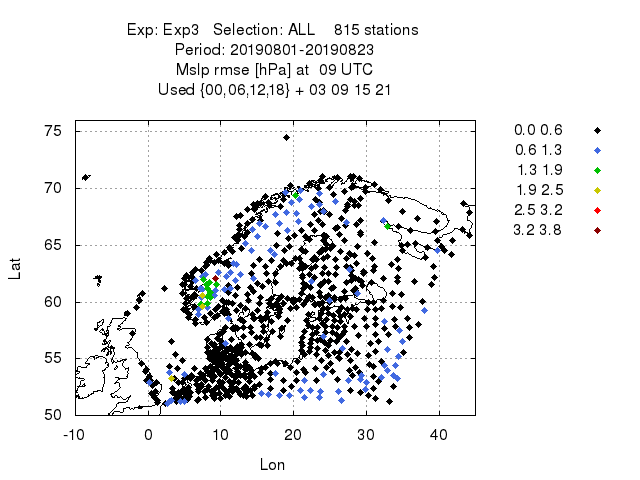 Exp: Exp3 Selection: ALL 815 stations
Period: 20190801-20190823
Mslp rmse [hPa] at 09 UTC
Used {00,06,12,18} + 03 09 15 21
0.0 0.6
0.6 1.3
1.3 1.9
1.9 2.5
2.5 3.2
3.2 3.8
75
70
65
60
55
50
Lat
-10 0 10 20 30 40
Lon